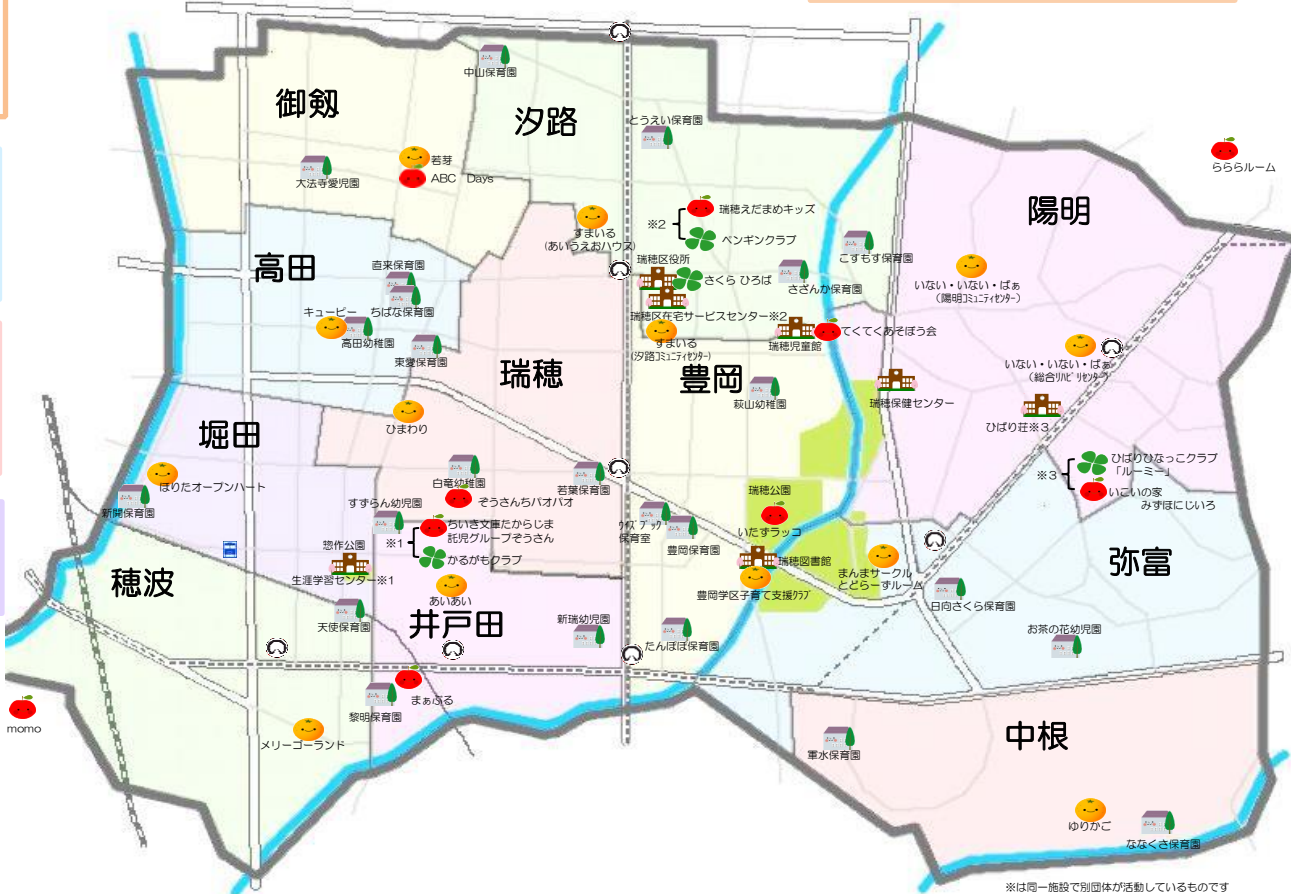 中山保育園
御剱
汐路
とうえい保育園
若芽
ABC Days
大法寺愛児園
らららルーム
瑞穂えだまめキッズ
※2
ペンギンクラブ
陽明
すまいる
(あいうえおハウス)
こすもす保育園
高田
直来保育園
瑞穂区役所
さくら ひろば
さざんか保育園
いない・いない・ばぁ
(陽明コミュニティセンター)
キューピー
ちばな保育園
瑞穂区在宅サービスセンター※2
高田幼稚園
すまいる
(汐路コミュニティセンター)
瑞穂児童館
てくてくあそぼう会
東愛保育園
いない・いない・ばぁ
(総合リハビリセンター)
瑞穂
豊岡
萩山幼稚園
瑞穂保健センター
ひまわり
堀田
ひばり荘※3
ほりたオープンハート
白竜幼稚園
若葉保育園
※3
ひばりひなっこクラブ
「ルーミー」
いこいの家
みずほにじいろ
新開保育園
すずらん幼児園
ぞうさんちパオパオ
瑞穂公園
※1
ちいき文庫たからじま
託児グループぞうさん
かるがもクラブ
ウイズブック
保育室
豊岡保育園
いたずラッコ
惣作公園
生涯学習センター※1
瑞穂図書館
まんまサークル
とどらーずルーム
弥富
穂波
あいあい
豊岡学区子育て支援クラブ
日向さくら保育園
天使保育園
井戸田
新瑞幼児園
たんぽぽ保育園
お茶の花幼児園
momo
まぁぶる
黎明保育園
メリーゴーランド
軍水保育園
中根
ゆりかご
ななくさ保育園
※は同一施設で別団体が活動しているものです